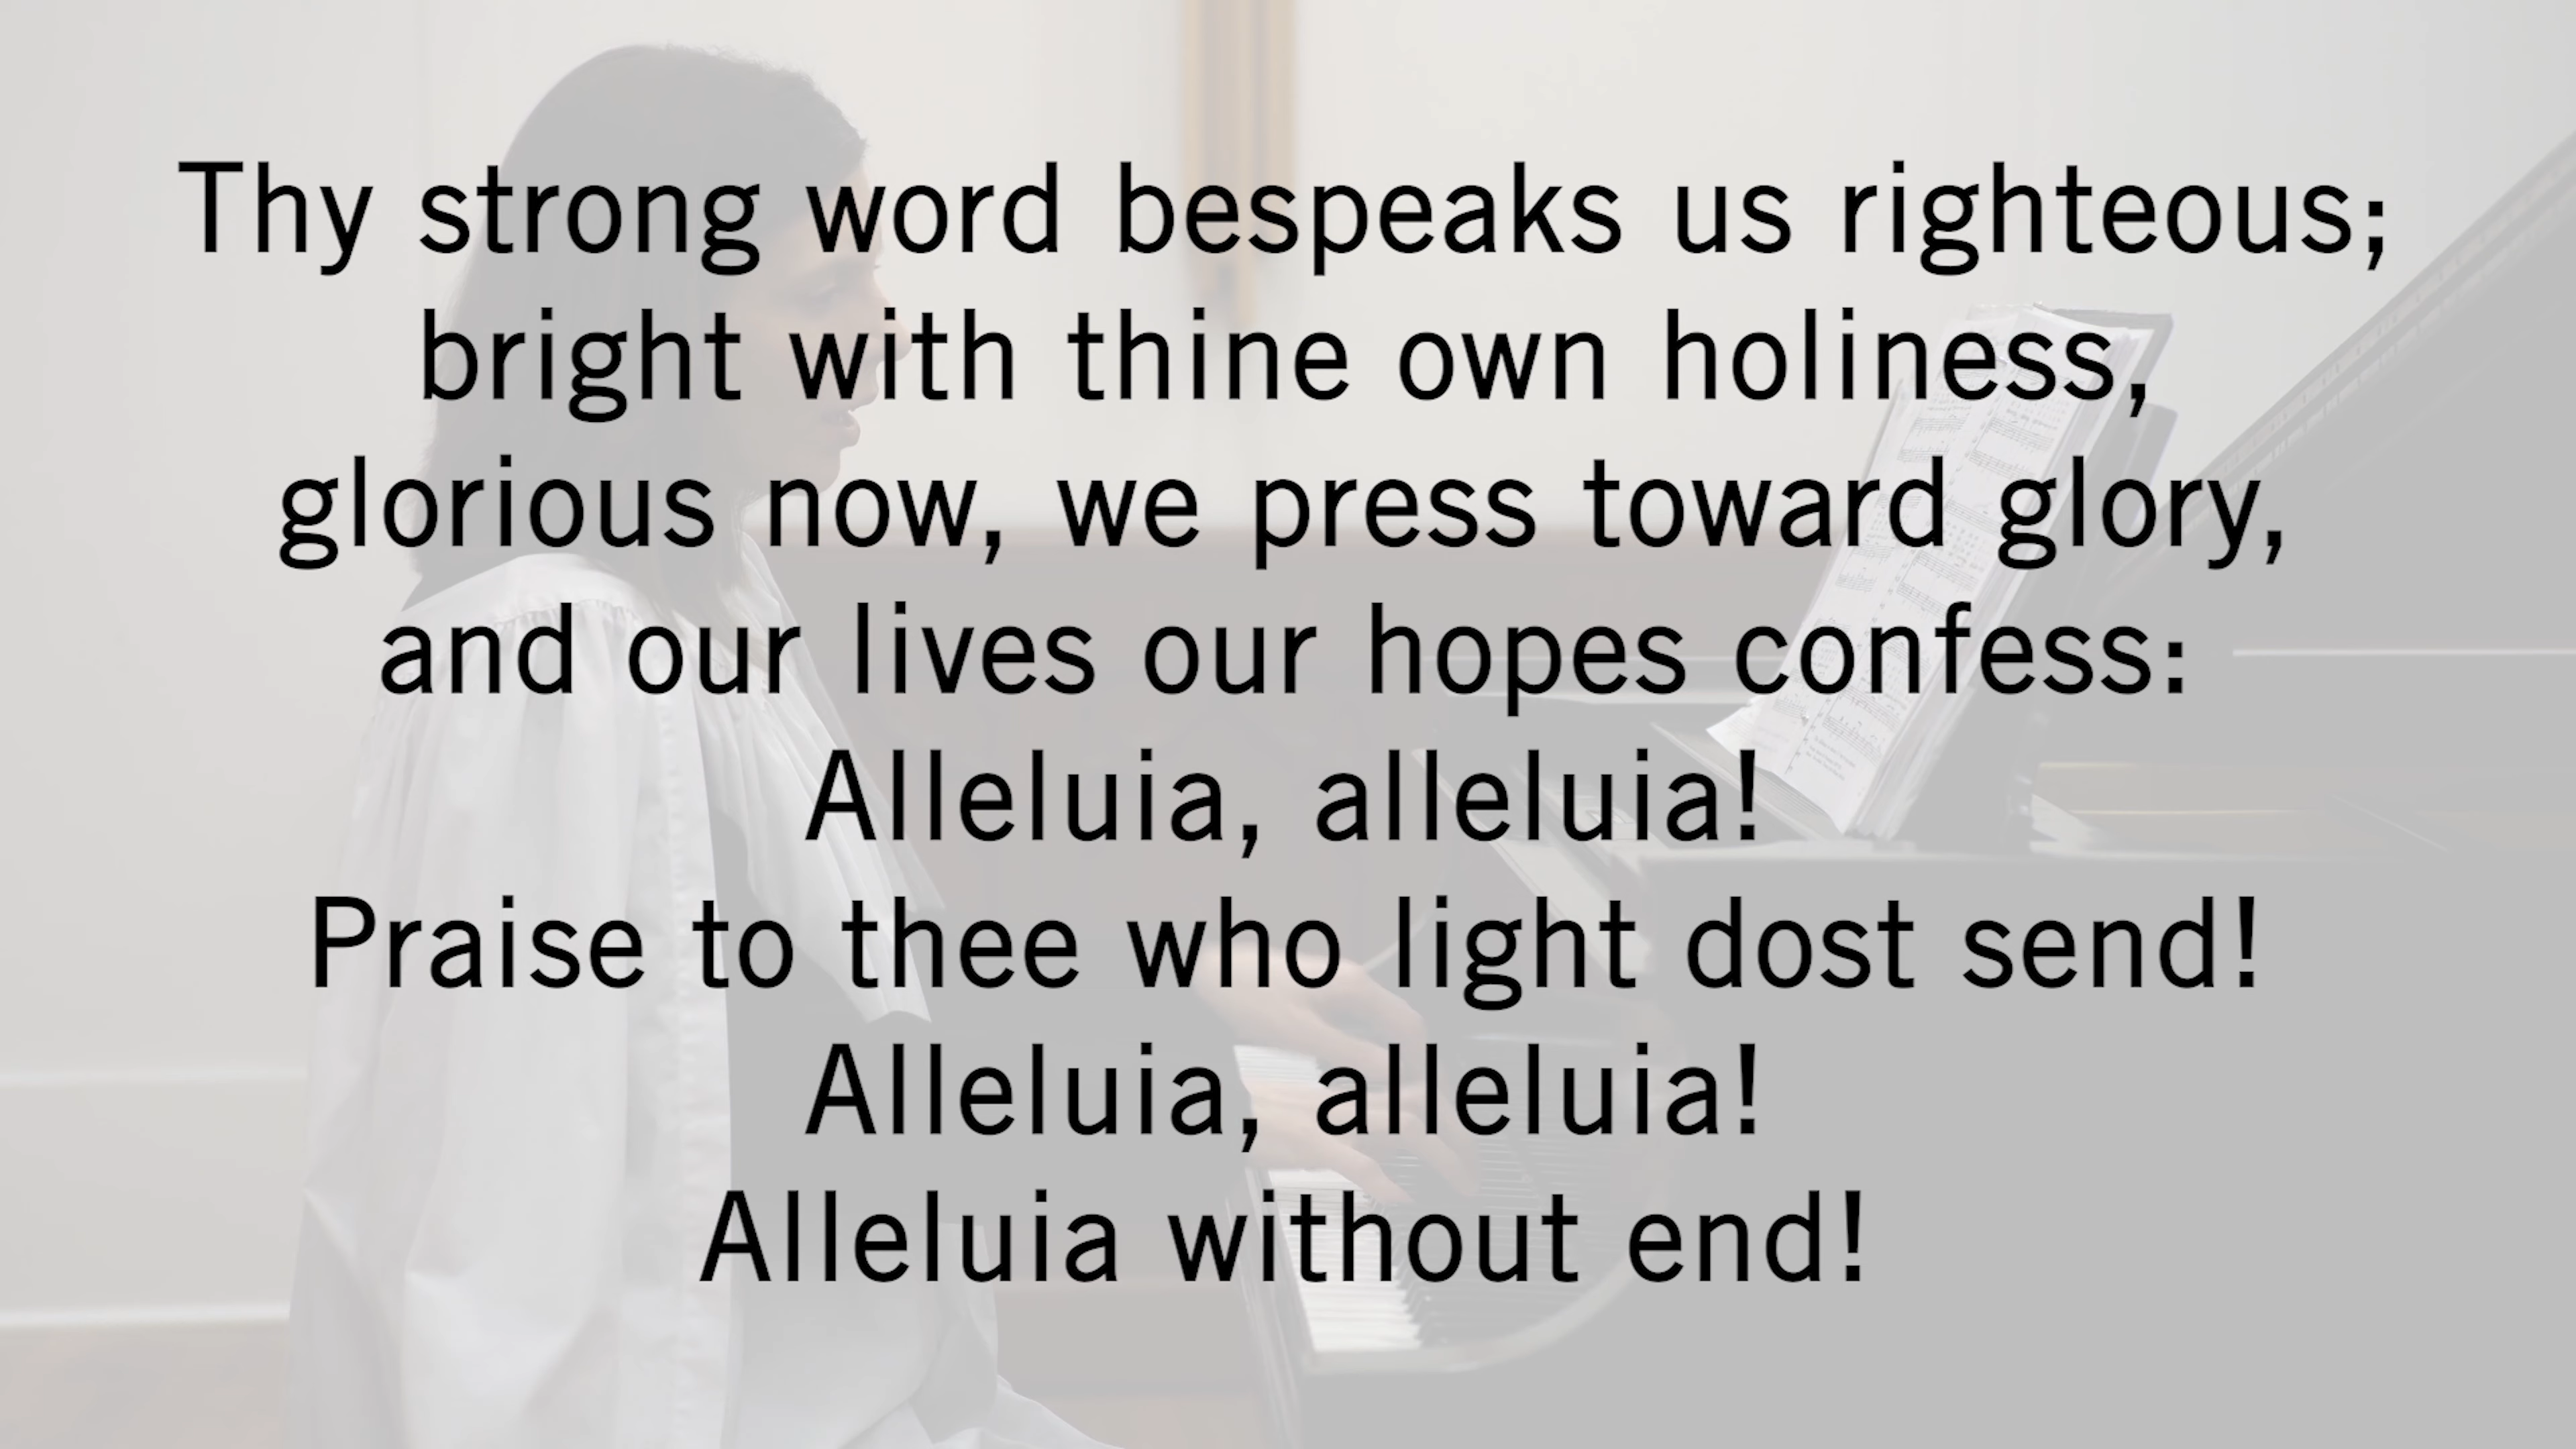 Thy strong word bespeaks us righteous;
bright with thine own holiness,
glorious now, we press toward glory,
and our lives our hopes confess:
Alleluia, alleluia!
Praise to thee who light dost send!
Alleluia, alleluia!
Alleluia without end!